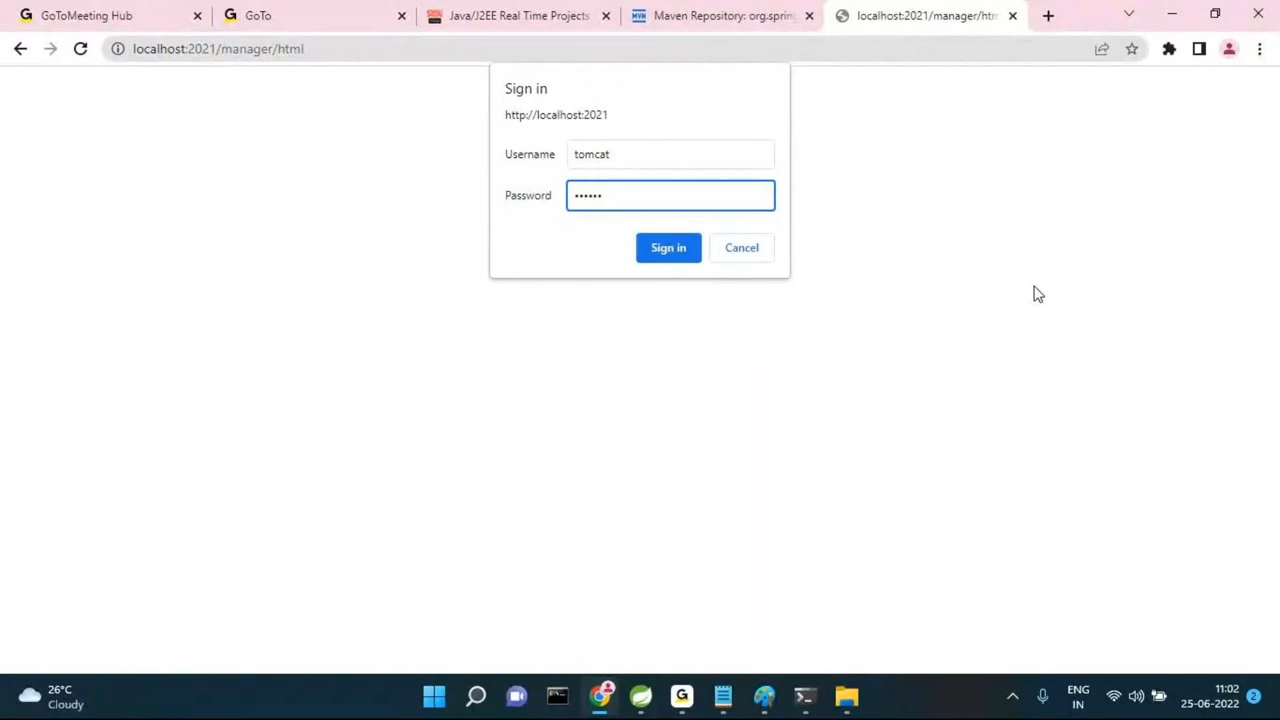 GoToMeeting Hub
GoTo
Java/J2EE Real Time Projects
MVN
Maven Repository: org.spring
localhost:2021/manager/htm
localhost:2021/manager/html
Sign in
http://localhost:2021
Username
tomcat
Password
••••••
Sign in
Cancel
26°C
Cloudy
ENG
IN
11:02
25-06-2022
2